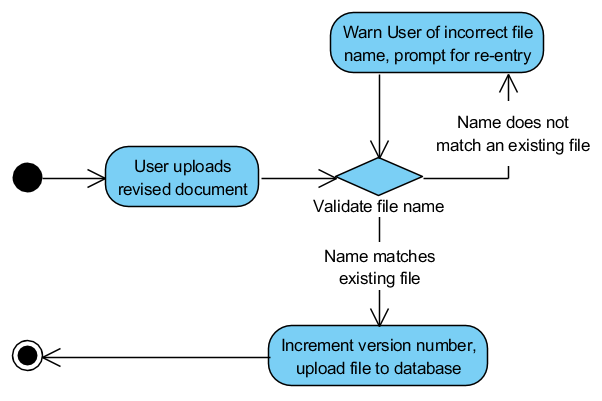 Warn User of incorrect file
name, prompt for re-entry
Name does not
match an existing file
User uploads
revised document
Validate file name
Name matches
existing file
Increment version number,
upload file to database